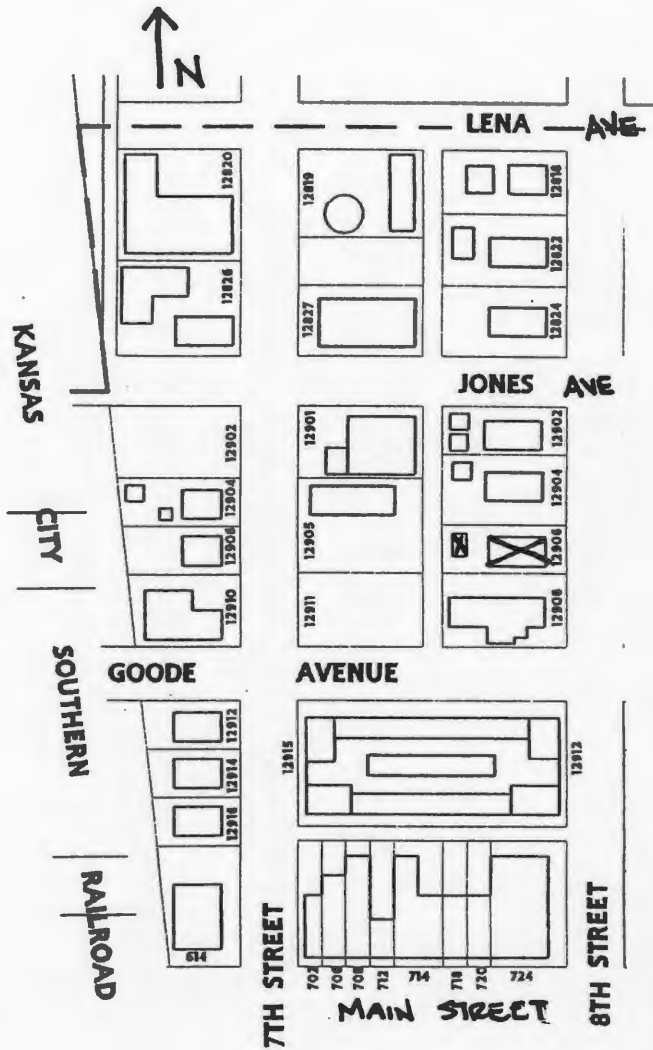 N
LENA AVE
12820
12819
12818
12826
12822
12827
12824
KANSAS
JONES AVE
12902
12901
12902
12904
12904
CITY
12906
12905
12906
12910
12911
12908
GOODE AVENUE
SOUTHERN
12912
12914
12915
12912
12916
RAILROAD
614
7TH STREET
702 706 708 712 714 718 720 724
8TH STREET
MAIN STREET